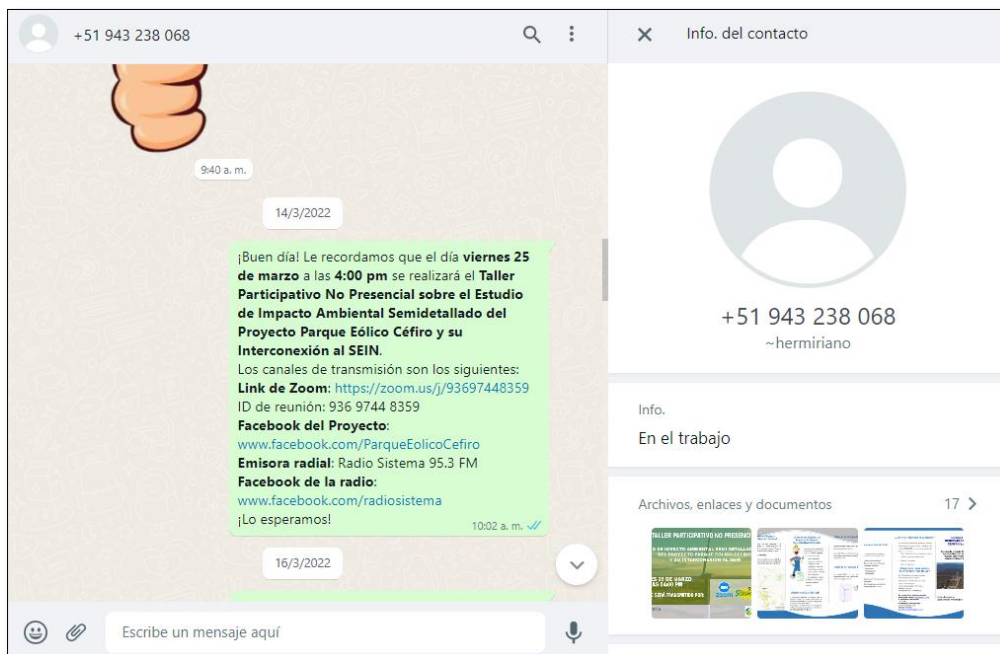 +51 943 238 068
9:40 a. m.
14/3/2022
¡Buen día! Le recordamos que el día viernes 25
de marzo a las 4:00 pm se realizará el Taller
Participativo No Presencial sobre el Estudio
de Impacto Ambiental Semidetallado del
Proyecto Parque Eólico Céfiro y su
Interconexión al SEIN.
Los canales de transmisión son los siguientes:
Link de Zoom: https://zoom.us/j/93697448359
ID de reunión: 936 9744 8359
Facebook del Proyecto:
www.facebook.com/ParqueEolicoCefiro
Emisora radial: Radio Sistema 95.3 FM
Facebook de la radio:
www.facebook.com/radiosistema
¡Lo esperamos!
10:02 a. m.
16/3/2022
Escribe un mensaje aquí
Info. del contacto
+51 943 238 068
~hermiriano
Info.
En el trabajo
Archivos, enlaces y documentos 17
TALLER PARTICIPATIVO NO
zoom